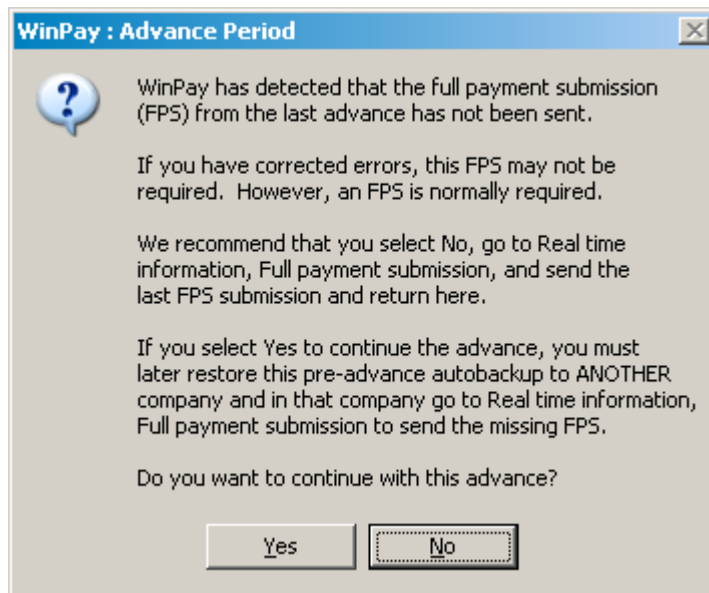 WinPay : Advance Period
WinPay has detected that the full payment submission
(FPS) from the last advance has not been sent.
If you have corrected errors, this FPS may not be
required.  However, an FPS is normally required.
We recommend that you select No, go to Real time
information, Full payment submission, and send the
last FPS submission and return here.
If you select Yes to continue the advance, you must
later restore this pre-advance autobackup to ANOTHER
company and in that company go to Real time information,
Full payment submission to send the missing FPS.
Do you want to continue with this advance?
Yes
No